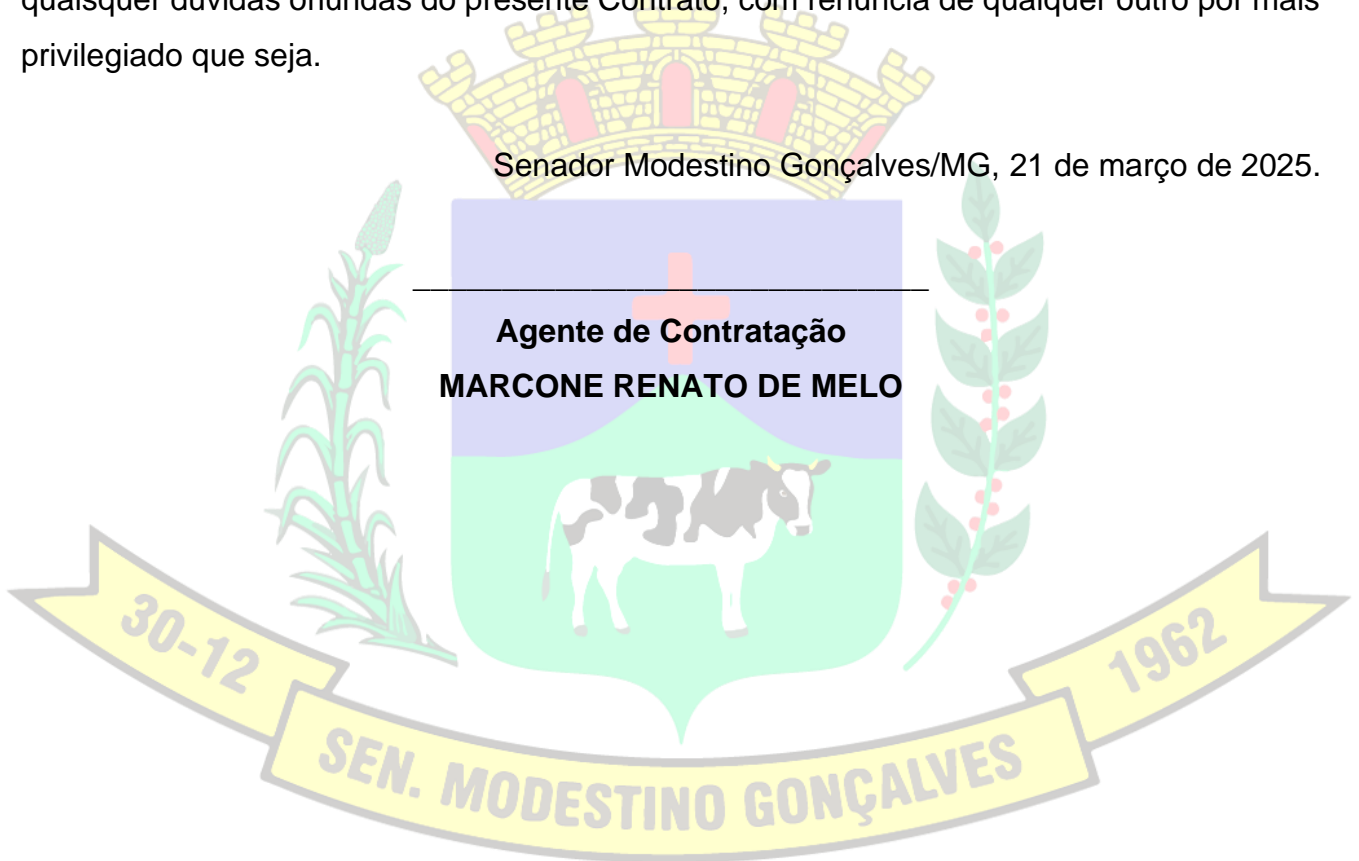 quaisquer dúvidas oriundas do presente Contrato, com renúncia de qualquer outro por mais
privilegiado que seja.
Senador Modestino Gonçalves/MG, 21 de março de 2025.
_____________________________
Agente de Contratação
MARCONE RENATO DE MELO
30-12
1962
SEN. MODESTINO GONÇALVES